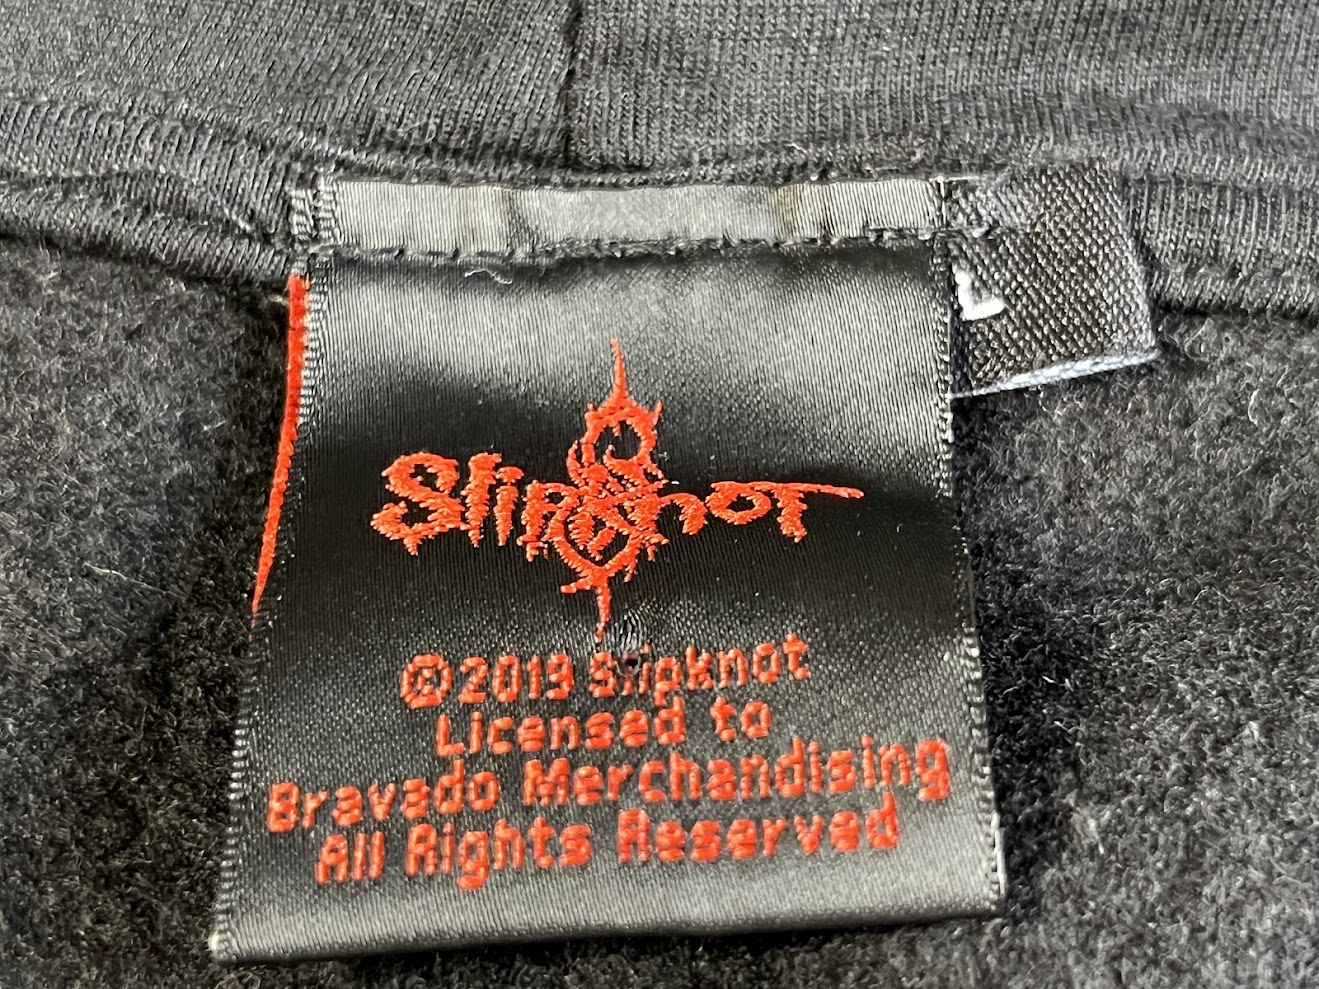 L
Slipknot
©2019 Slipknot
Licensed to
Bravado Merchandising
All Rights Reserved